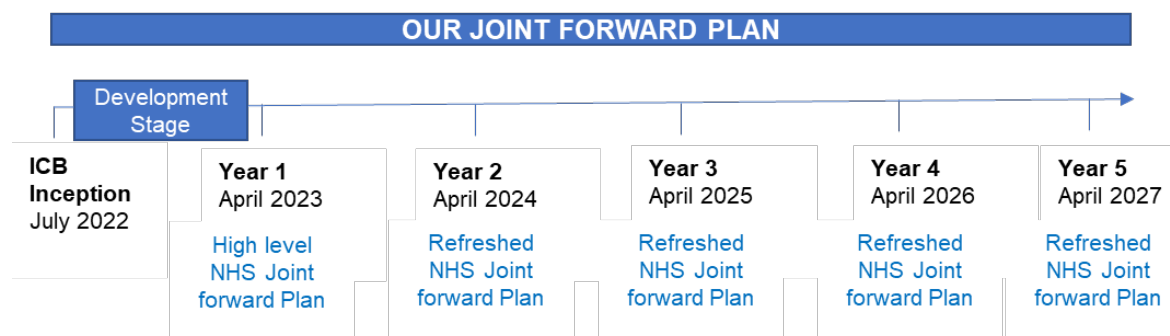 OUR JOINT FORWARD PLAN
Development
Stage
ICB
Inception
July 2022
Year 1
April 2023
High level
NHS Joint
forward Plan
Year 2
April 2024
Refreshed
NHS Joint
forward Plan
Year 3
April 2025
Refreshed
NHS Joint
forward Plan
Year 4
April 2026
Refreshed
NHS Joint
forward Plan
Year 5
April 2027
Refreshed
NHS Joint
forward Plan